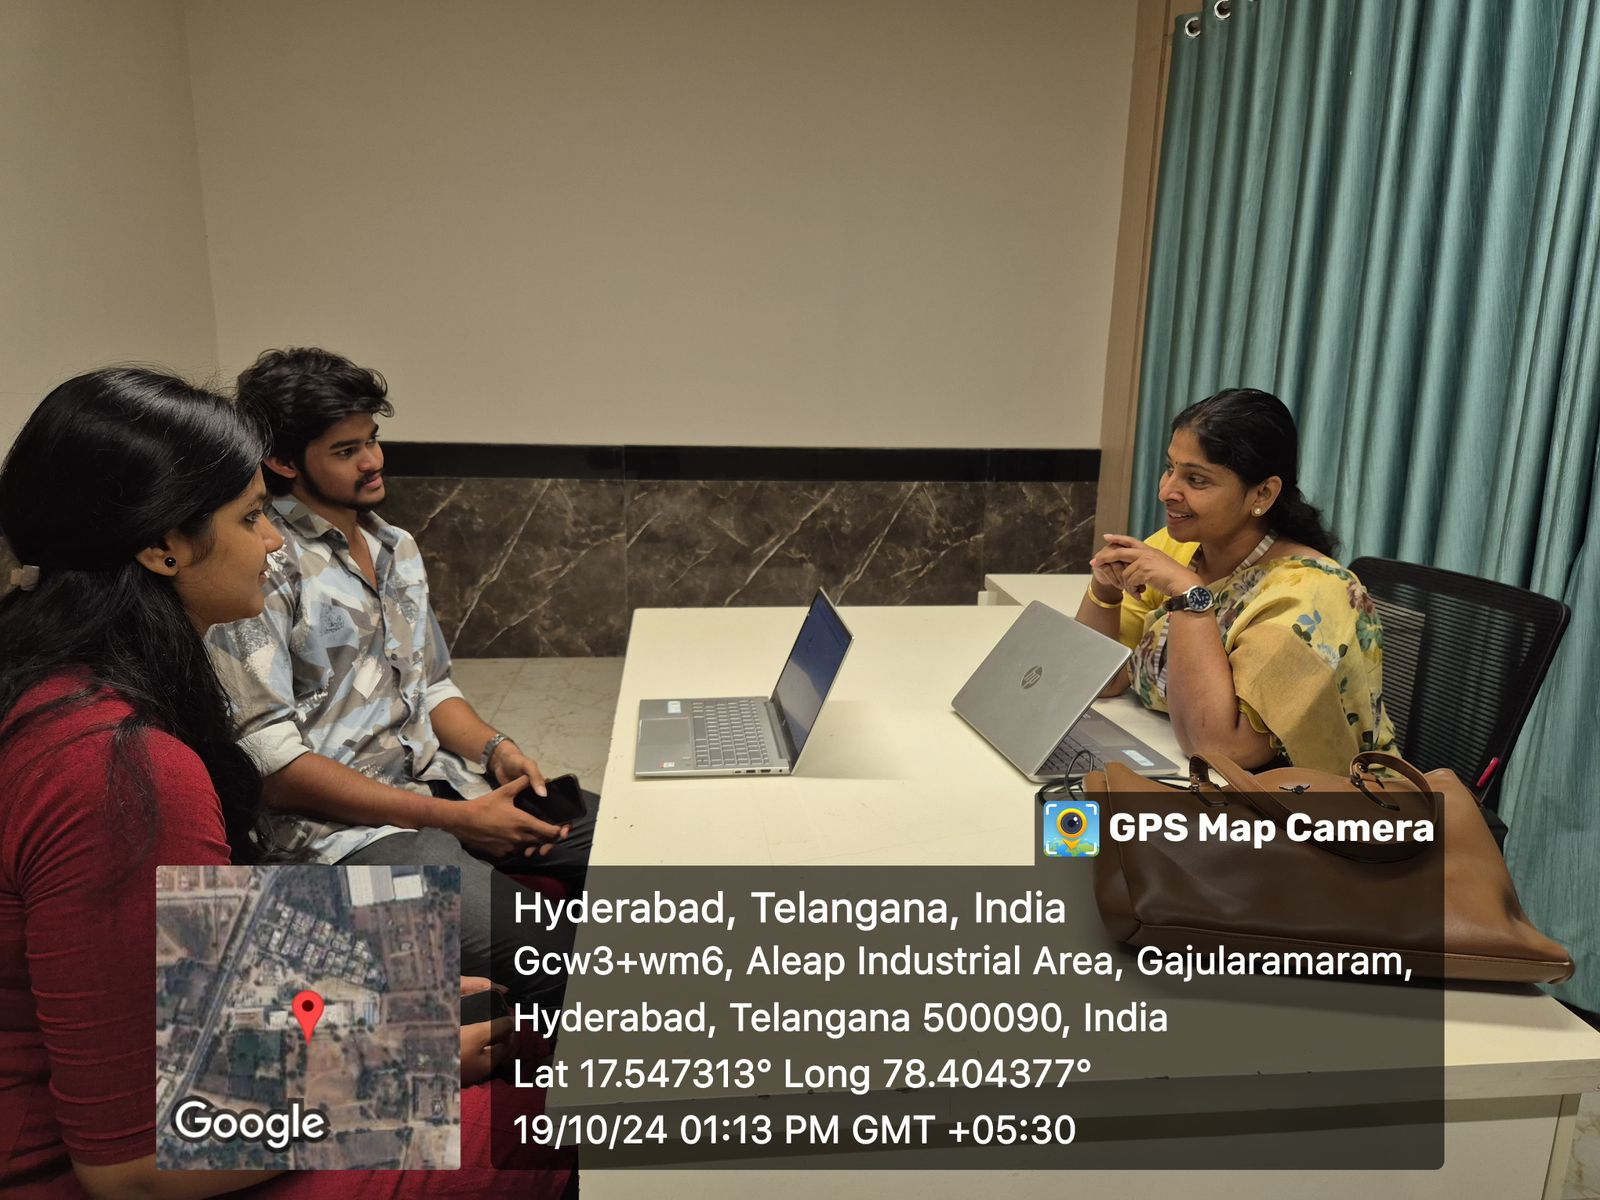 GPS Map Camera
Hyderabad, Telangana, India
Gcw3+wm6, Aleap Industrial Area, Gajularamaram,
Hyderabad, Telangana 500090, India
Lat 17.547313° Long 78.404377°
19/10/24 01:13 PM GMT +05:30
Google
hp